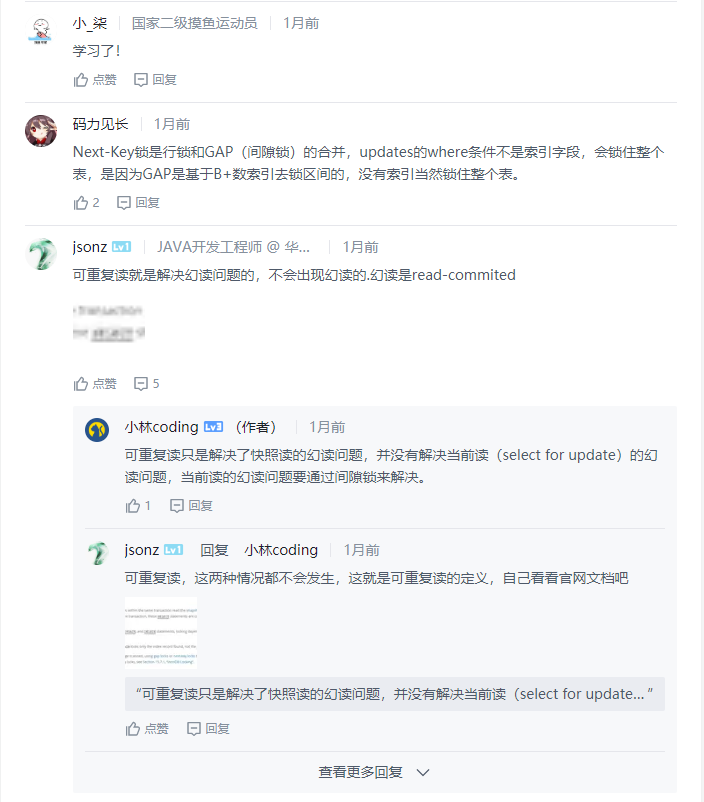 小_柒 国家二级摸鱼运动员 1月前
学习了！
点赞 回复
码力见长 1月前
Next-Key锁是行锁和GAP（间隙锁）的合并，updates的where条件不是索引字段，会锁住整个
表，是因为GAP是基于B+数索引去锁区间的，没有索引当然锁住整个表。
2 回复
jsonz Lv1 JAVA开发工程师 @ 华... 1月前
可重复读就是解决幻读问题的，不会出现幻读的.幻读是read-commited
点赞 5
小林coding Lv3 （作者） 1月前
可重复读只是解决了快照读的幻读问题，并没有解决当前读（select for update）的幻
读问题，当前读的幻读问题要通过间隙锁来解决。
1 回复
jsonz Lv1 回复 小林coding 1月前
可重复读，这两种情况都不会发生，这就是可重复读的定义，自己看看官网文档吧
“可重复读只是解决了快照读的幻读问题，并没有解决当前读（select for update... ”
点赞 回复
查看更多回复